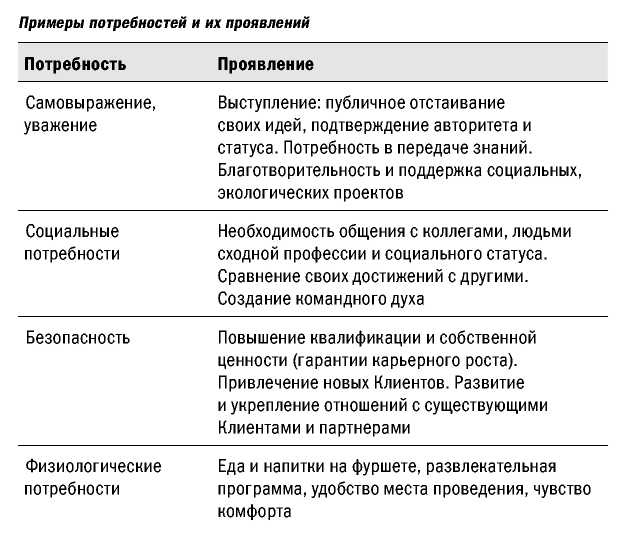 Примеры потребностей и их проявлений
Потребность Проявление
Самовыражение, Выступление: публичное отстаивание
уважение своих идей, подтверждение авторитета и
статуса. Потребность в передаче знаний.
Благотворительность и поддержка социальных,
экологических проектов
Социальные Необходимость общения с коллегами, людьми
потребности сходной профессии и социального статуса.
Сравнение своих достижений с другими.
Создание командного духа
Безопасность Повышение квалификации и собственной
ценности (гарантии карьерного роста).
Привлечение новых Клиентов. Развитие
и укрепление отношений с существующими
Клиентами и партнерами
Физиологические Еда и напитки на фуршете, развлекательная
потребности программа, удобство места проведения, чувство
комфорта